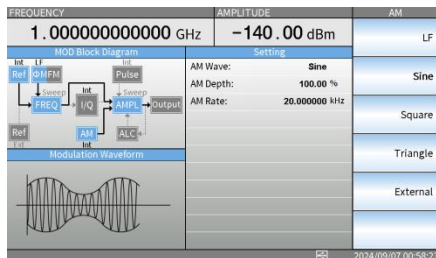 FREQUENCY
AMPLITUDE
AM
1.000000000000 GHz
-140.00 dBm
LF
MOD Block Diagram
Setting
Int LF Int
Ref ΦMFM Pulse
AM Wave: Sine
Sine
Sweep Sweep
AM Depth: 100.00 %
Int
FREQ I/Q AMPL Output
AM Rate: 20.000000 kHz
Square
Ref AM ALC
Ext Int
Modulation Waveform
Triangle
External
2024/09/07 00:58:2